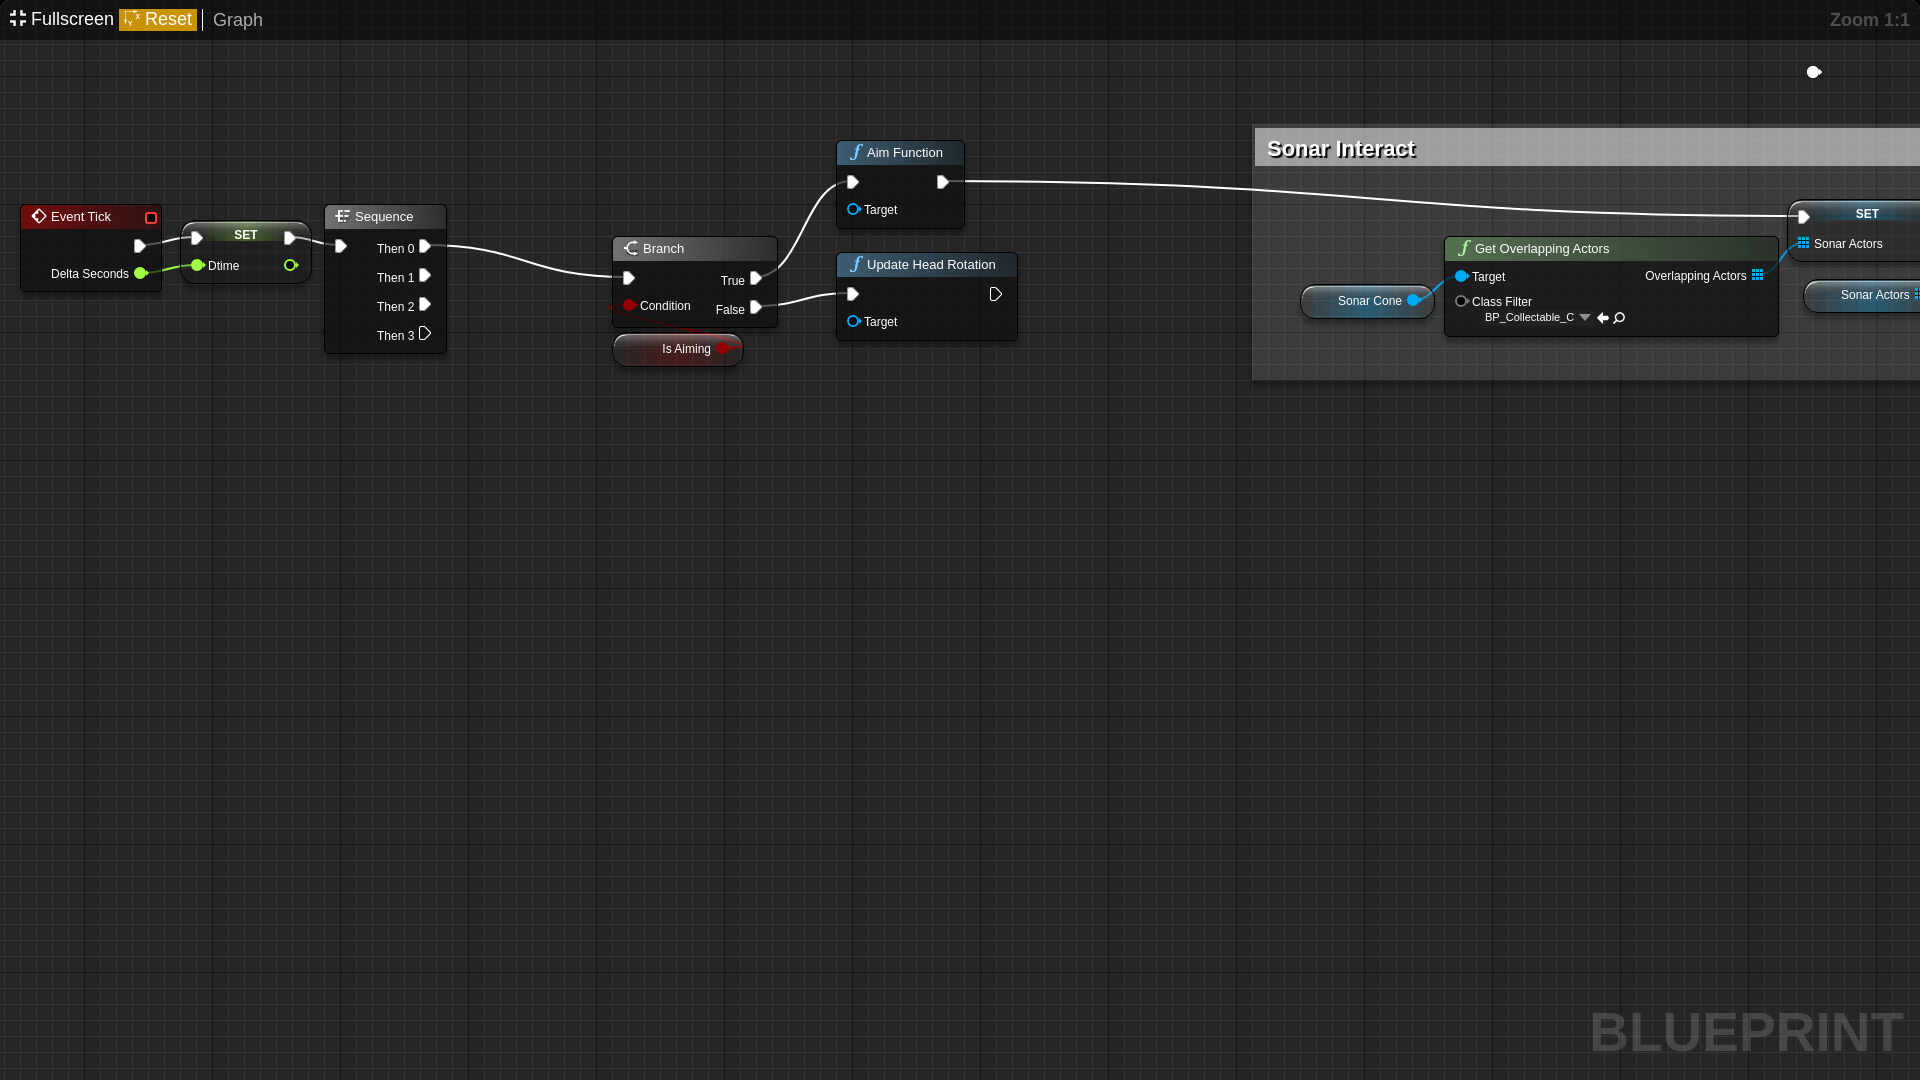 Fullscreen Reset Graph
Zoom 1:1
Aim Function
Target
Sonar Interact
Event Tick
Delta Seconds
SET
Dtime
Sequence
Then 0
Then 1
Then 2
Then 3
Branch
True
Condition
False
Is Aiming
Update Head Rotation
Target
SET
Sonar Actors
Get Overlapping Actors
Target
Overlapping Actors
Class Filter
BP_Collectable_C
Sonar Cone
Sonar Actors
BLUEPRINT